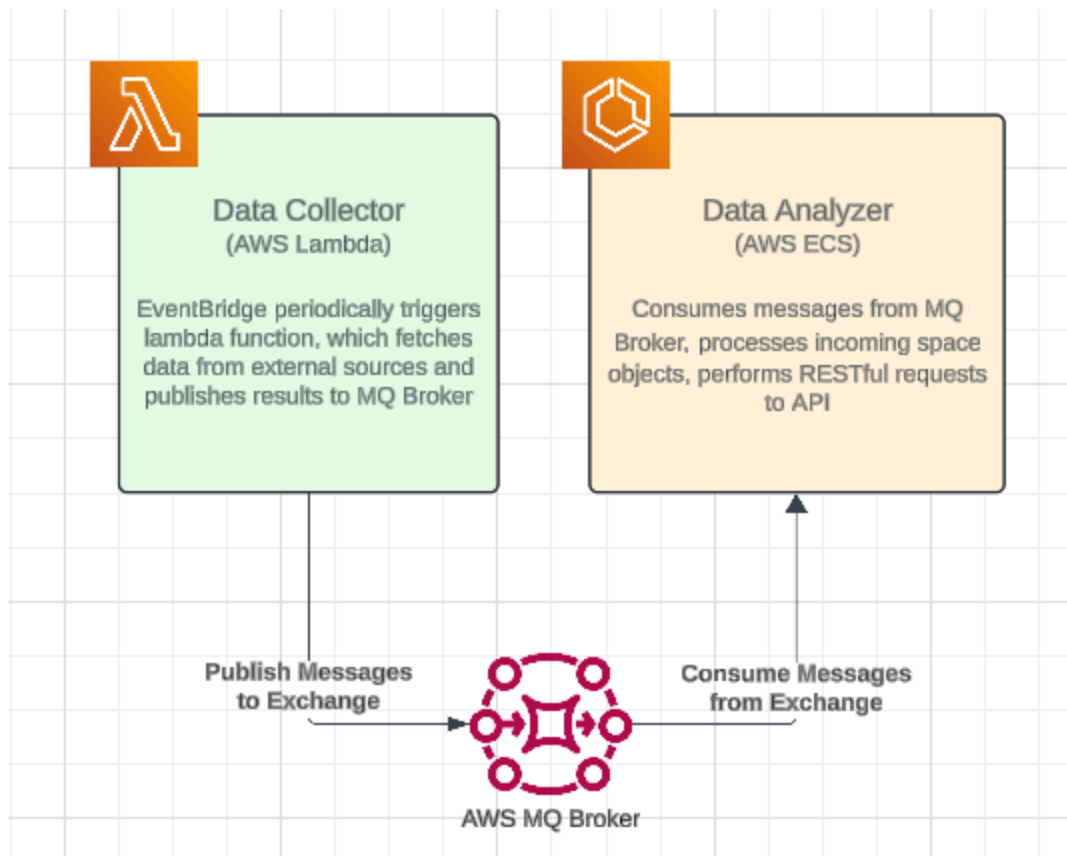 Data Collector
(AWS Lambda)
EventBridge periodically triggers
lambda function, which fetches
data from external sources and
publishes results to MQ Broker
Data Analyzer
(AWS ECS)
Consumes messages from MQ
Broker, processes incoming space
objects, performs RESTful requests
to API
Publish Messages
to Exchange
Consume Messages
from Exchange
AWS MQ Broker